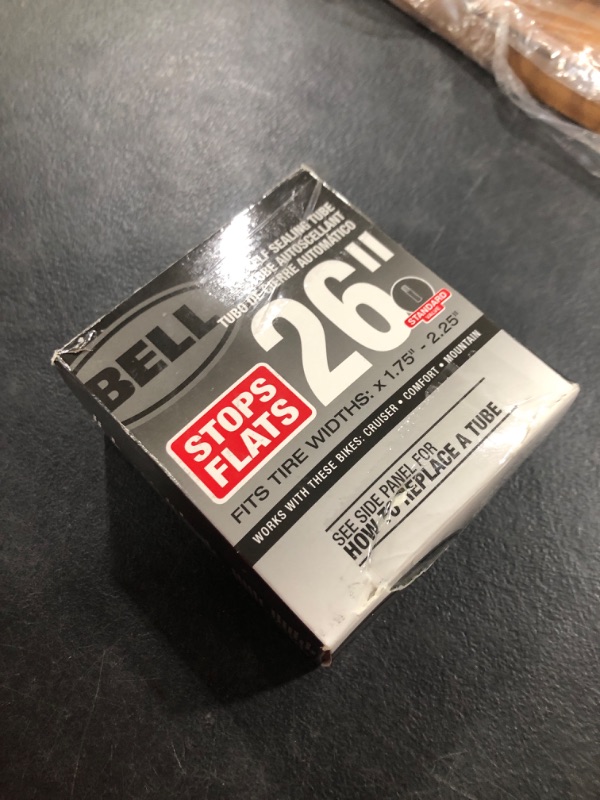 BELL
SELF SEALING TUBE
TUBE AUTOSCELLANT
TUBO DE CIERRE AUTOMÁTICO
26"
STANDARD
STOPS
FLATS
FITS TIRE WIDTHS: x 1.75" - 2.25"
WORKS WITH THESE BIKES: CRUISER • COMFORT • MOUNTAIN
SEE SIDE PANEL FOR
HOW TO REPLACE A TUBE